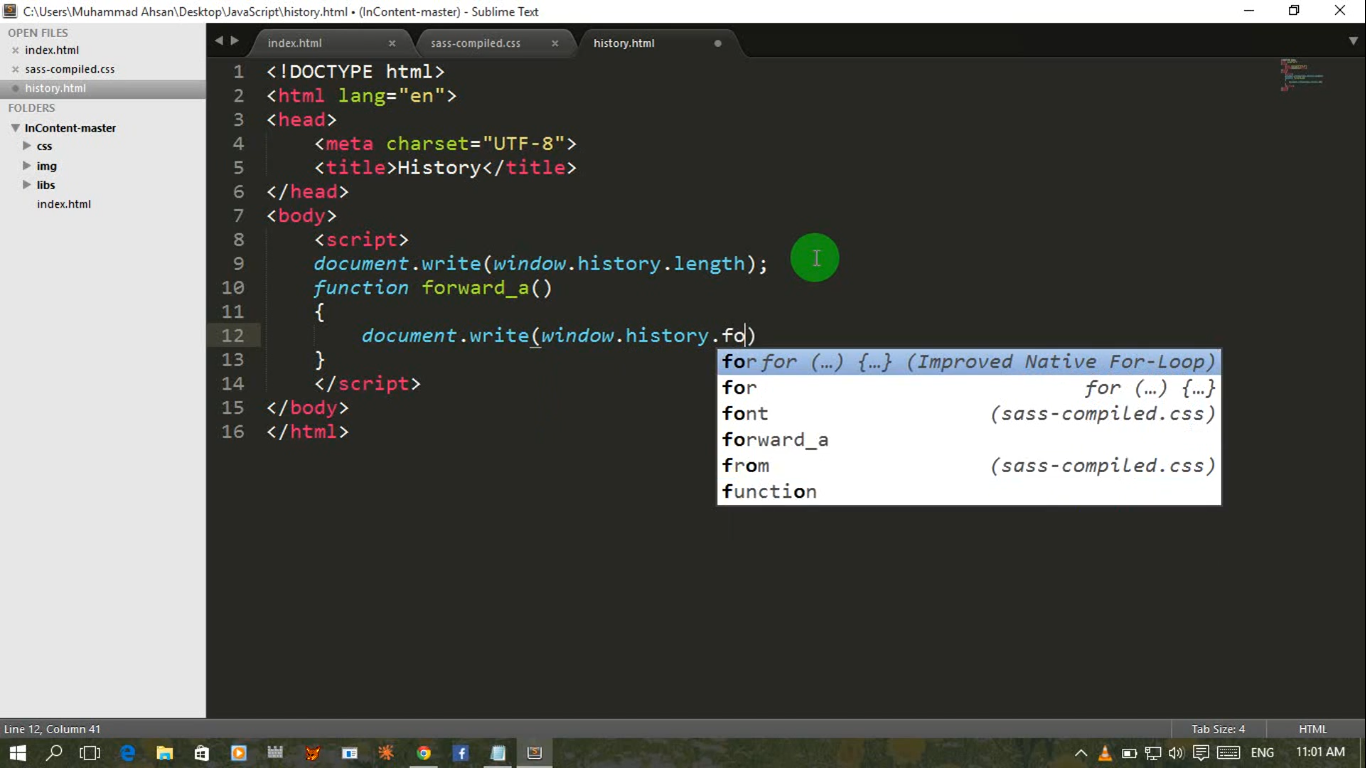 C:\Users\Muhammad Ahsan\Desktop\JavaScript\history.html • (InContent-master) - Sublime Text
OPEN FILES
index.html
sass-compiled.css
history.html
FOLDERS
InContent-master
css
img
libs
index.html
index.html
sass-compiled.css
history.html
1 <!DOCTYPE html>
2 <html lang="en">
3 <head>
4 <meta charset="UTF-8">
5 <title>History</title>
6 </head>
7 <body>
8 <script>
9 document.write(window.history.length);
10 function forward_a()
11 {
12 document.write(window.history.fo)
13 }
14 </script>
15 </body>
16 </html>
for for (…) {…} (Improved Native For-Loop)
for for (…) {…}
font (sass-compiled.css)
forward_a
from (sass-compiled.css)
function
Line 12, Column 41
Tab Size: 4
HTML
ENG
11:01 AM